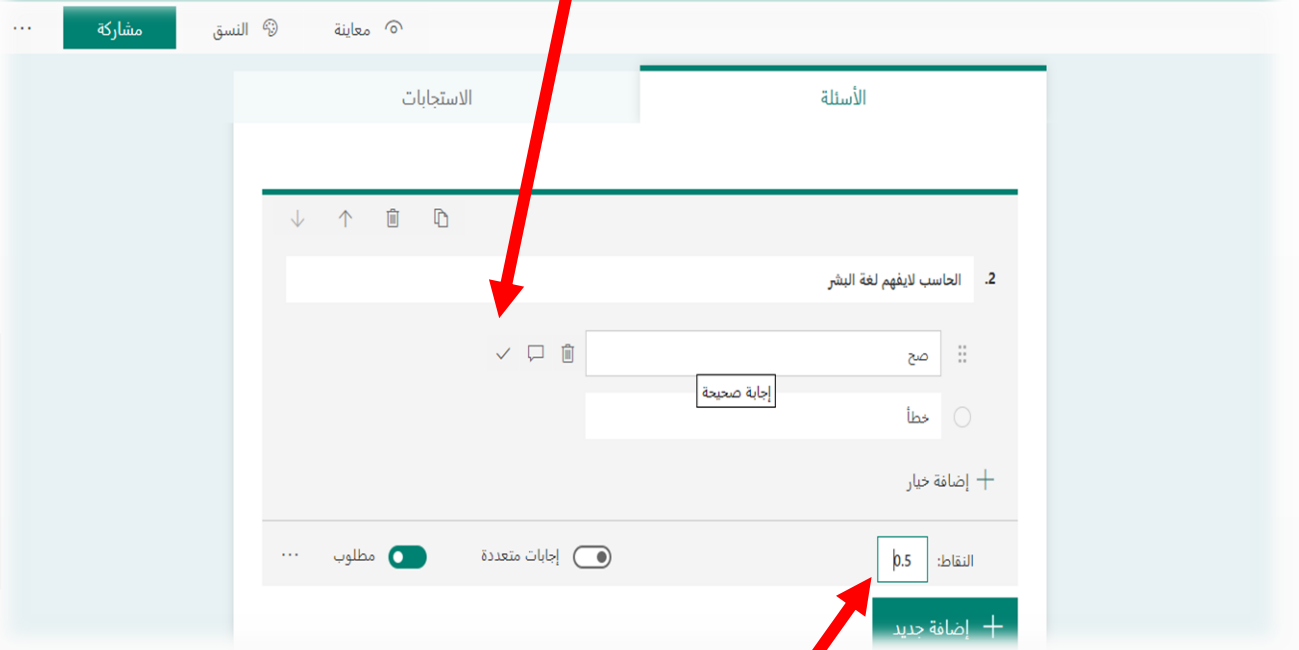 معاينة النسق مشاركة ...
الأسئلة الاستجابات
2. الحاسب لايفهم لغة البشر
صح
إجابة صحيحة
خطأ
إضافة خيار
النقاط: 0.5 إجابات متعددة مطلوب ...
إضافة جديد